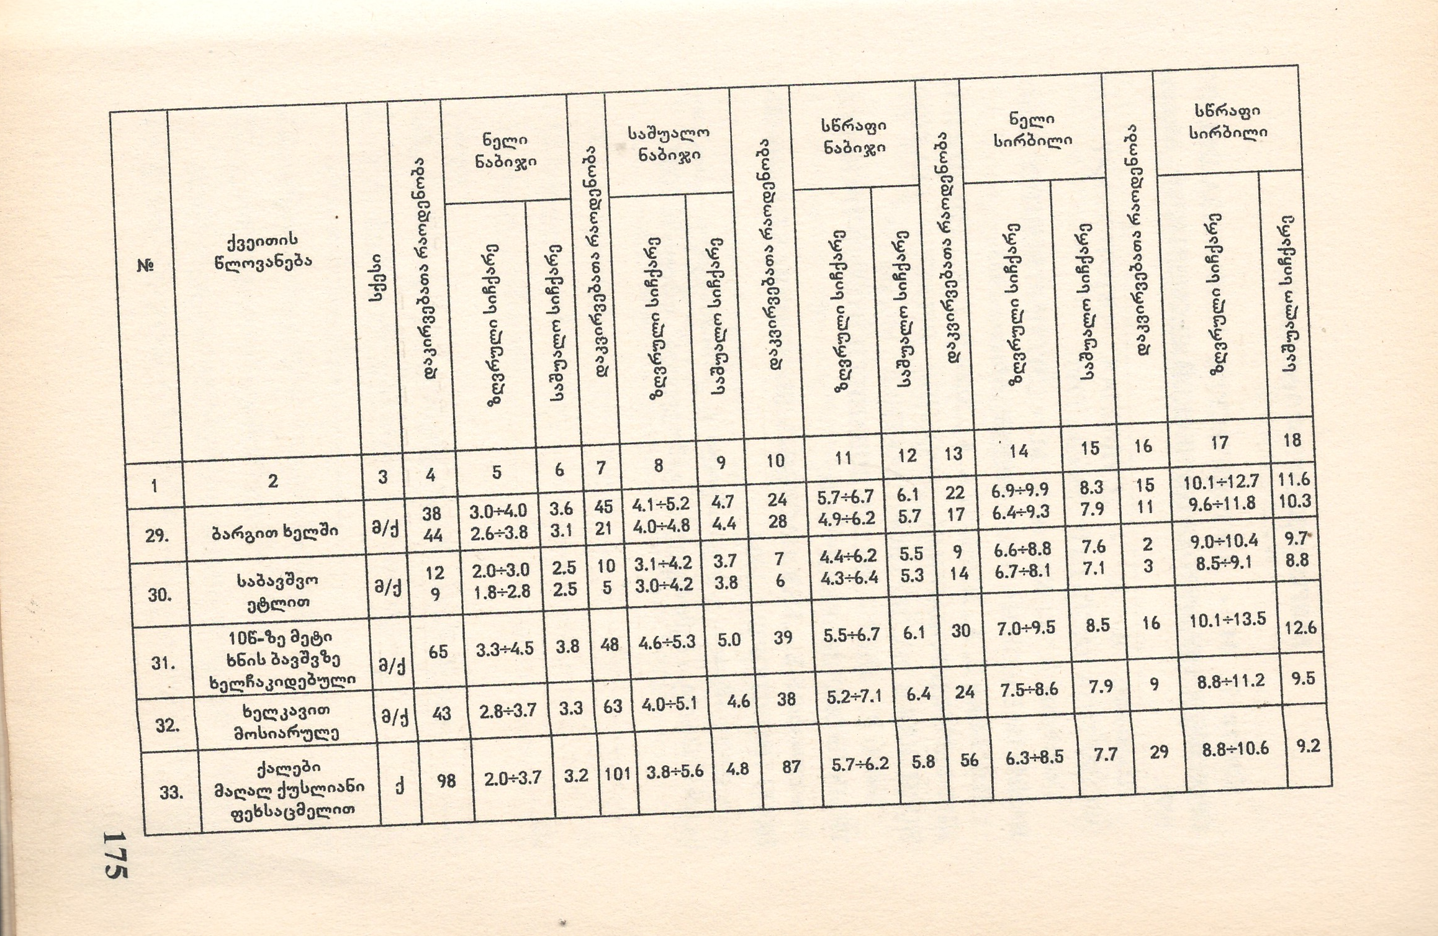 №
ქვეითის
წლოვანება
სქესი
დაკირვებათა რაოდენობა
ნელი
ნაბიჯი
ზღვრული სიჩქარე
საშუალო სიჩქარე
დაკვირვებათა რაოდენობა
საშუალო
ნაბიჯი
ზღვრული სიჩქარე
საშუალო სიჩქარე
დაკვირვებათა რაოდენობა
სწრაფი
ნაბიჯი
ზღვრული სიჩქარე
საშუალო სიჩქარე
დაკვირვებათა რაოდენობა
ნელი
სირბილი
ზღვრული სიჩქარე
საშუალო სიჩქარე
დაკვირვებათა რაოდენობა
სწრაფი
სირბილი
ზღვრული სიჩქარე
საშუალო სიჩქარე
1 2 3 4 5 6 7 8 9 10 11 12 13 14 15 16 17 18
29. ბარგით ხელში მ/ქ 38 3.0÷4.0 3.6 45 4.1÷5.2 4.7 24 5.7÷6.7 6.1 22 6.9÷9.9 8.3 15 10.1÷12.7 11.6
44 2.6÷3.8 3.1 21 4.0÷4.8 4.4 28 4.9÷6.2 5.7 17 6.4÷9.3 7.9 11 9.6÷11.8 10.3
30. საბავშვო მ/ქ 12 2.0÷3.0 2.5 10 3.1÷4.2 3.7 7 4.4÷6.2 5.5 9 6.6÷8.8 7.6 2 9.0÷10.4 9.7
ეტლით 9 1.8÷2.8 2.5 5 3.0÷4.2 3.8 6 4.3÷6.4 5.3 14 6.7÷8.1 7.1 3 8.5÷9.1 8.8
31. 10წ-ზე მეტი
ხნის ბავშვზე მ/ქ 65 3.3÷4.5 3.8 48 4.6÷5.3 5.0 39 5.5÷6.7 6.1 30 7.0÷9.5 8.5 16 10.1÷13.5 12.6
ხელჩაკიდებული
32. ხელკავით მ/ქ 43 2.8÷3.7 3.3 63 4.0÷5.1 4.6 38 5.2÷7.1 6.4 24 7.5÷8.6 7.9 9 8.8÷11.2 9.5
მოსიარულე
33. ქალები
მაღალ ქუსლიანი ქ 98 2.0÷3.7 3.2 101 3.8÷5.6 4.8 87 5.7÷6.2 5.8 56 6.3÷8.5 7.7 29 8.8÷10.6 9.2
ფეხსაცმელით
175